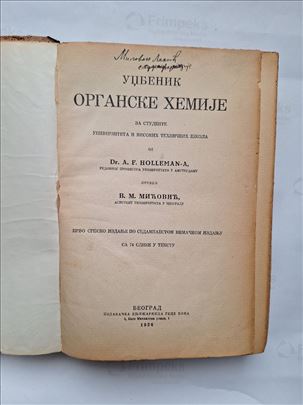 УЏБЕНИК
ОРГАНСКЕ ХЕМИЈЕ
ЗА СТУДЕНТЕ
УНИВЕРЗИТЕТА И ВИСОКИХ ТЕХНИЧКИХ ШКОЛА
ОД
Dr. A. F. HOLLEMAN-A,
РЕДОВНОГ ПРОФЕСОРА УНИВЕРЗИТЕТА У АМСТЕРДАМУ
ПРЕВЕО
В. М. МИЋОВИЋ,
АСИСТЕНТ УНИВЕРЗИТЕТА У БЕОГРАДУ
ПРВО СРПСКО ИЗДАЊЕ ПО СЕДАМНАЕСТОМ НЕМАЧКОМ ИЗДАЊУ
СА 74 СЛИКЕ У ТЕКСТУ
БЕОГРАД
ИЗДАВАЧКА КЊИЖАРНИЦА ГЕЦЕ КОНА